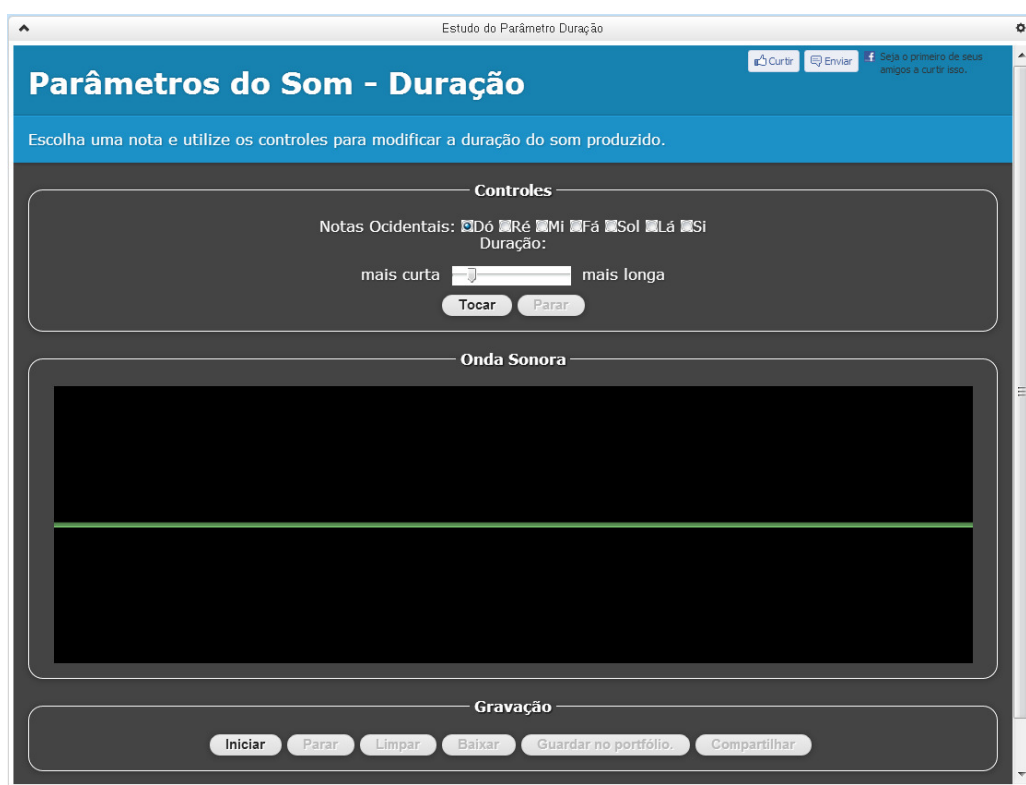 Estudo do Parâmetro Duração
Curtir Enviar Seja o primeiro de seus
amigos a curtir isso.
Parâmetros do Som - Duração
Escolha uma nota e utilize os controles para modificar a duração do som produzido.
Controles
Notas Ocidentais: Dó Ré Mi Fá Sol Lá Si
Duração:
mais curta mais longa
Tocar Parar
Onda Sonora
Gravação
Iniciar Parar Limpar Baixar Guardar no portfólio. Compartilhar